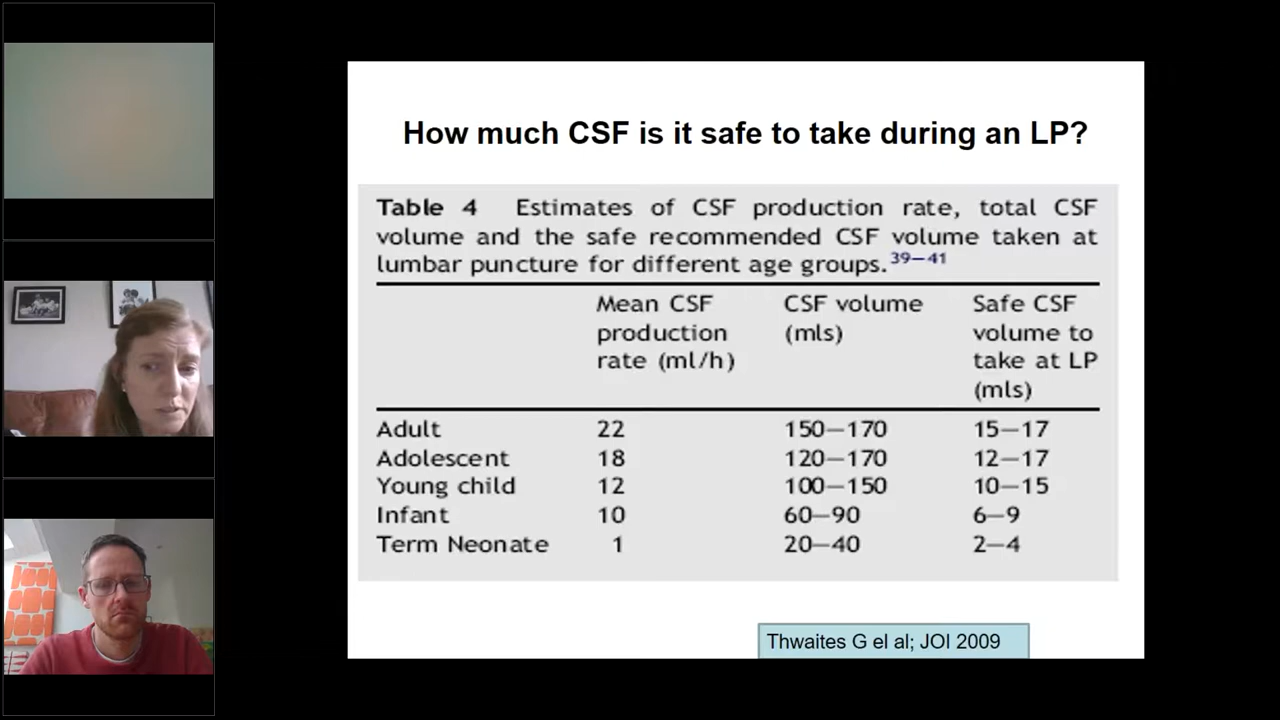 How much CSF is it safe to take during an LP?
Table 4 Estimates of CSF production rate, total CSF
volume and the safe recommended CSF volume taken at
lumbar puncture for different age groups.39–41
Mean CSF production rate (ml/h) CSF volume (mls) Safe CSF volume to take at LP (mls)
Adult 22 150–170 15–17
Adolescent 18 120–170 12–17
Young child 12 100–150 10–15
Infant 10 60–90 6–9
Term Neonate 1 20–40 2–4
Thwaites G el al; JOI 2009